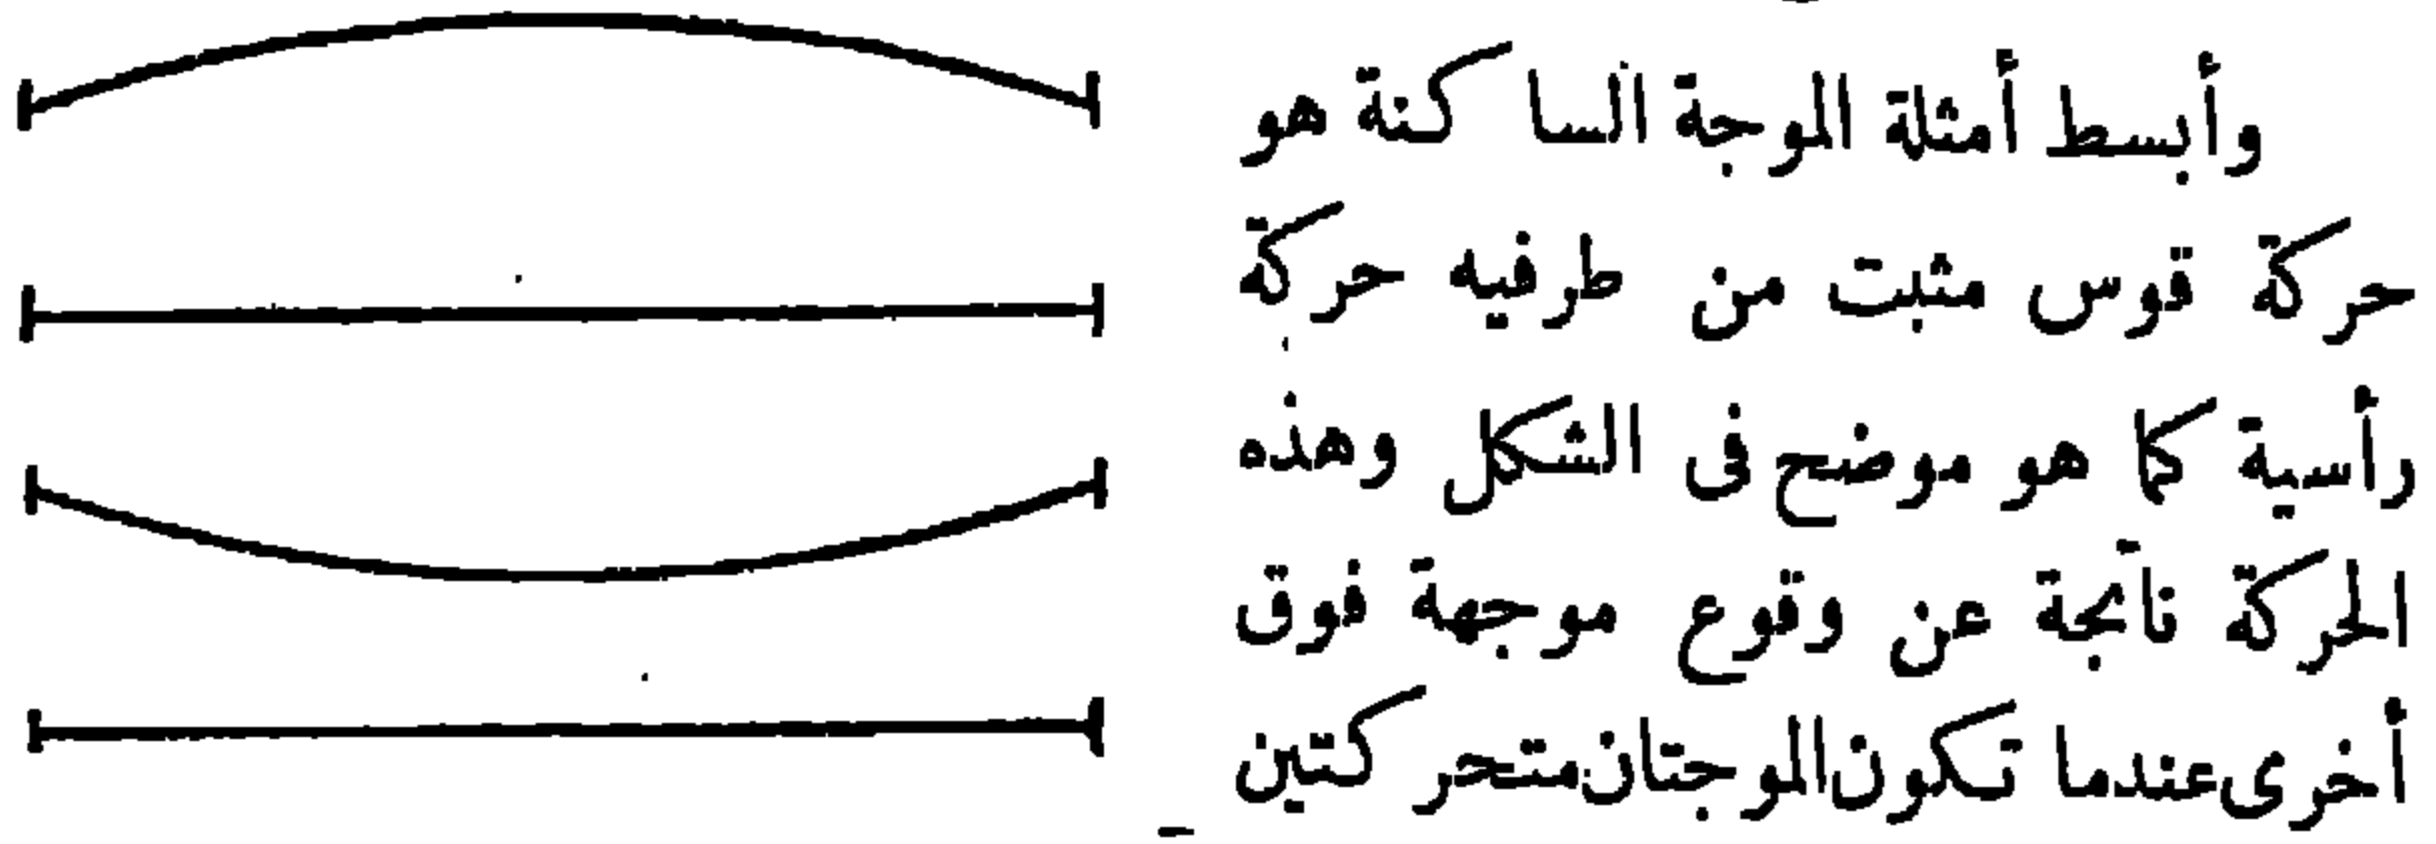 وأبسط أمثلة الموجة الساكنة هو
حركة قوس مثبت من طرفيه حركة
رأسية كما هو موضح فى الشكل وهذه
الحركة ناتجة عن وقوع موجهة فوق
أخرى عندما تكون الموجتان متحركتين